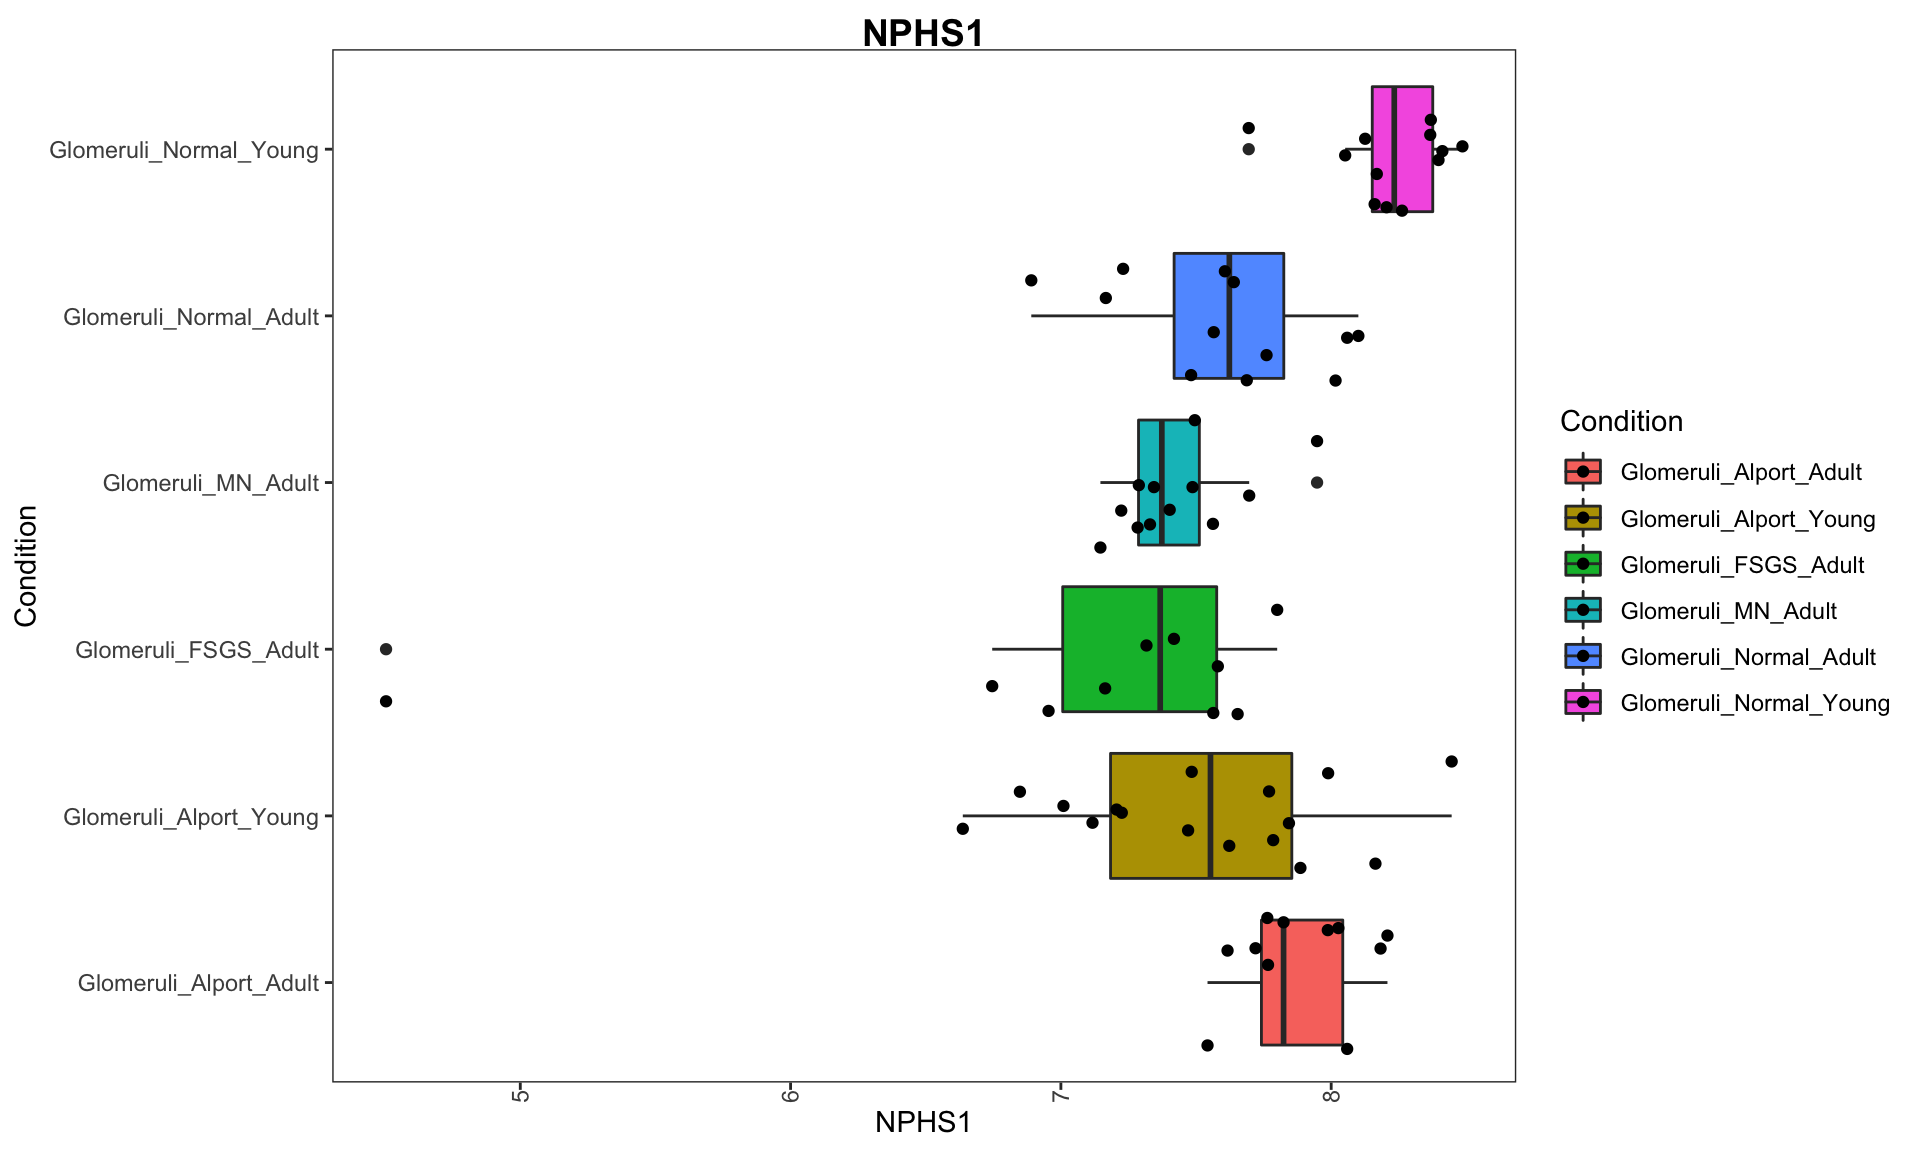 NPHS1
Glomeruli_Normal_Young
Glomeruli_Normal_Adult
Glomeruli_MN_Adult
Glomeruli_FSGS_Adult
Glomeruli_Alport_Young
Glomeruli_Alport_Adult
Condition
5
6
7
8
NPHS1
Condition
Glomeruli_Alport_Adult
Glomeruli_Alport_Young
Glomeruli_FSGS_Adult
Glomeruli_MN_Adult
Glomeruli_Normal_Adult
Glomeruli_Normal_Young